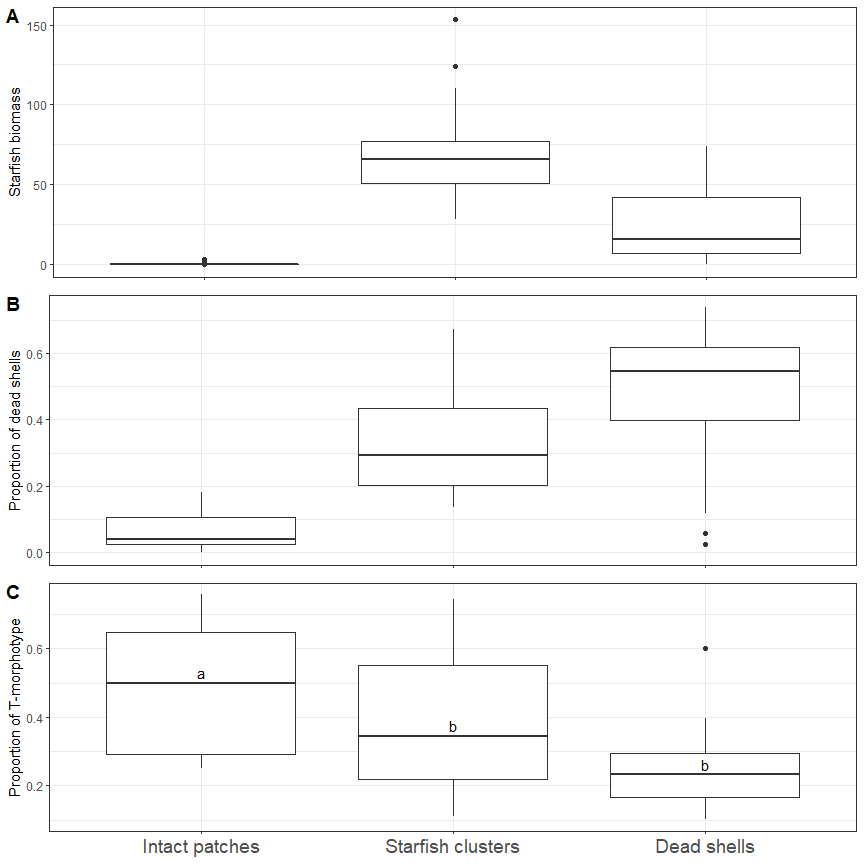 A
Starfish biomass
150
100
50
0
B
Proportion of dead shells
0.6
0.4
0.2
0.0
C
Proportion of T-morphotype
0.6
0.4
0.2
a
b
b
Intact patches
Starfish clusters
Dead shells